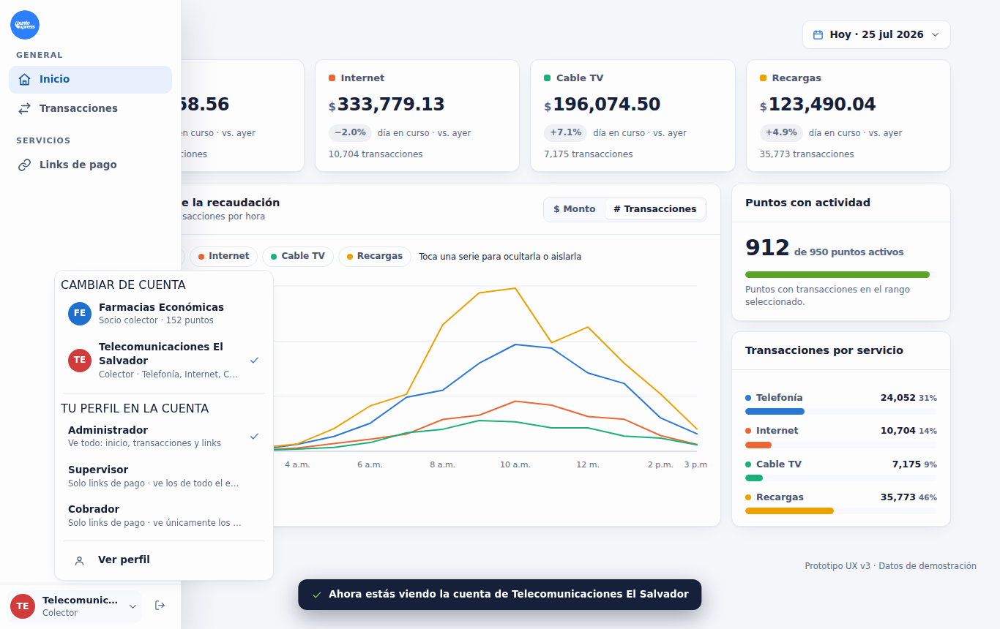 punto
xpress
GENERAL
Inicio
Transacciones
SERVICIOS
Links de pago
Hoy · 25 jul 2026
58.56
en curso · vs. ayer
Internet
$333,779.13
−2.0% día en curso · vs. ayer
10,704 transacciones
Cable TV
$196,074.50
+7.1% día en curso · vs. ayer
7,175 transacciones
Recargas
$123,490.04
+4.9% día en curso · vs. ayer
35,773 transacciones
e la recaudación
sacciones por hora
$ Monto # Transacciones
Internet Cable TV Recargas Toca una serie para ocultarla o aislarla
4 a.m. 6 a.m. 8 a.m. 10 a.m. 12 m. 2 p.m. 3 p.m
Puntos con actividad
912 de 950 puntos activos
Puntos con transacciones en el rango
seleccionado.
Transacciones por servicio
Telefonía 24,052 31%
Internet 10,704 14%
Cable TV 7,175 9%
Recargas 35,773 46%
CAMBIAR DE CUENTA
FE
Farmacias Económicas
Socio colector · 152 puntos
TE
Telecomunicaciones El
Salvador
Colector · Telefonía, Internet, C…
TU PERFIL EN LA CUENTA
Administrador
Ve todo: inicio, transacciones y links
Supervisor
Solo links de pago · ve los de todo el e…
Cobrador
Solo links de pago · ve únicamente los …
Ver perfil
TE
Telecomunic…
Colector
Prototipo UX v3 · Datos de demostración
Ahora estás viendo la cuenta de Telecomunicaciones El Salvador